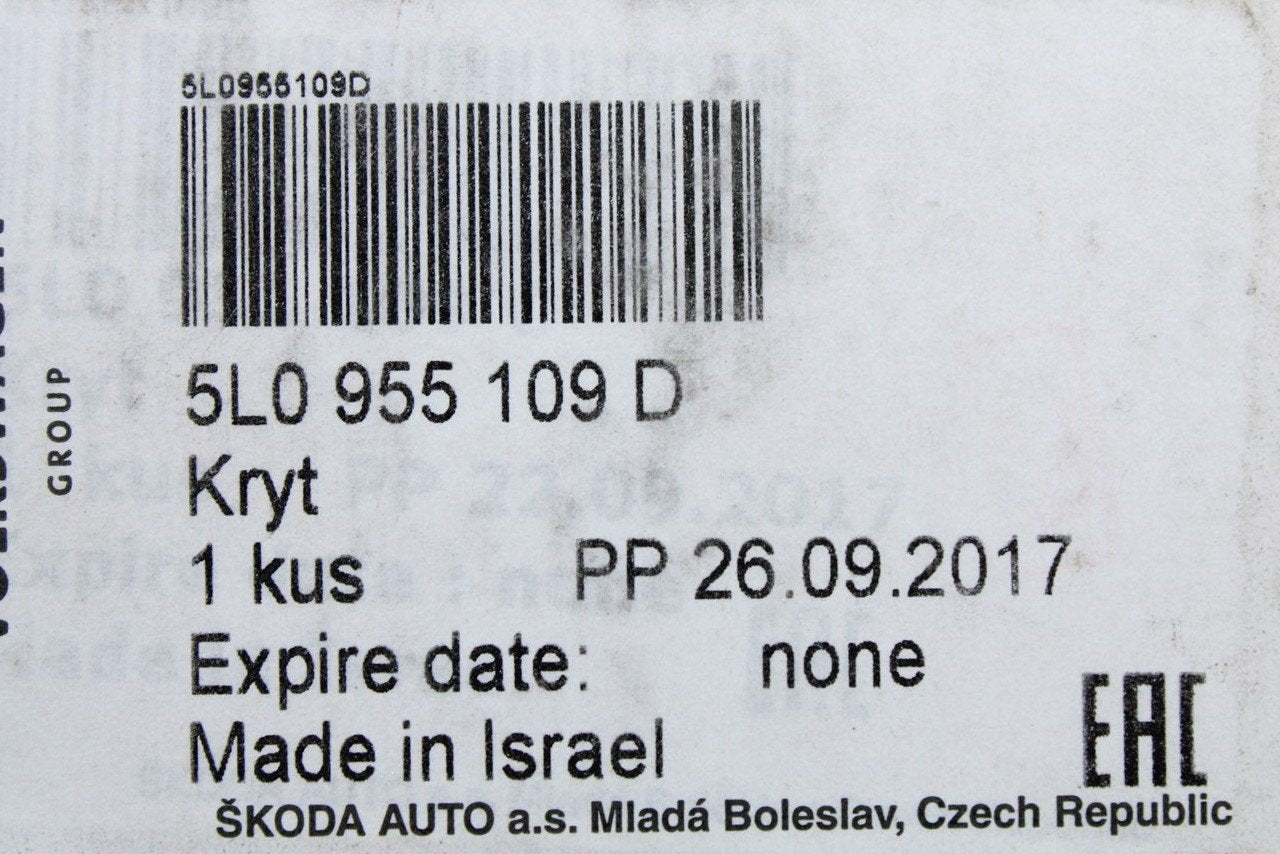 5L0955109D
5L0 955 109 D
Kryt
1 kus PP 26.09.2017
Expire date: none
Made in Israel
EAC
ŠKODA AUTO a.s. Mladá Boleslav, Czech Republic
GROUP